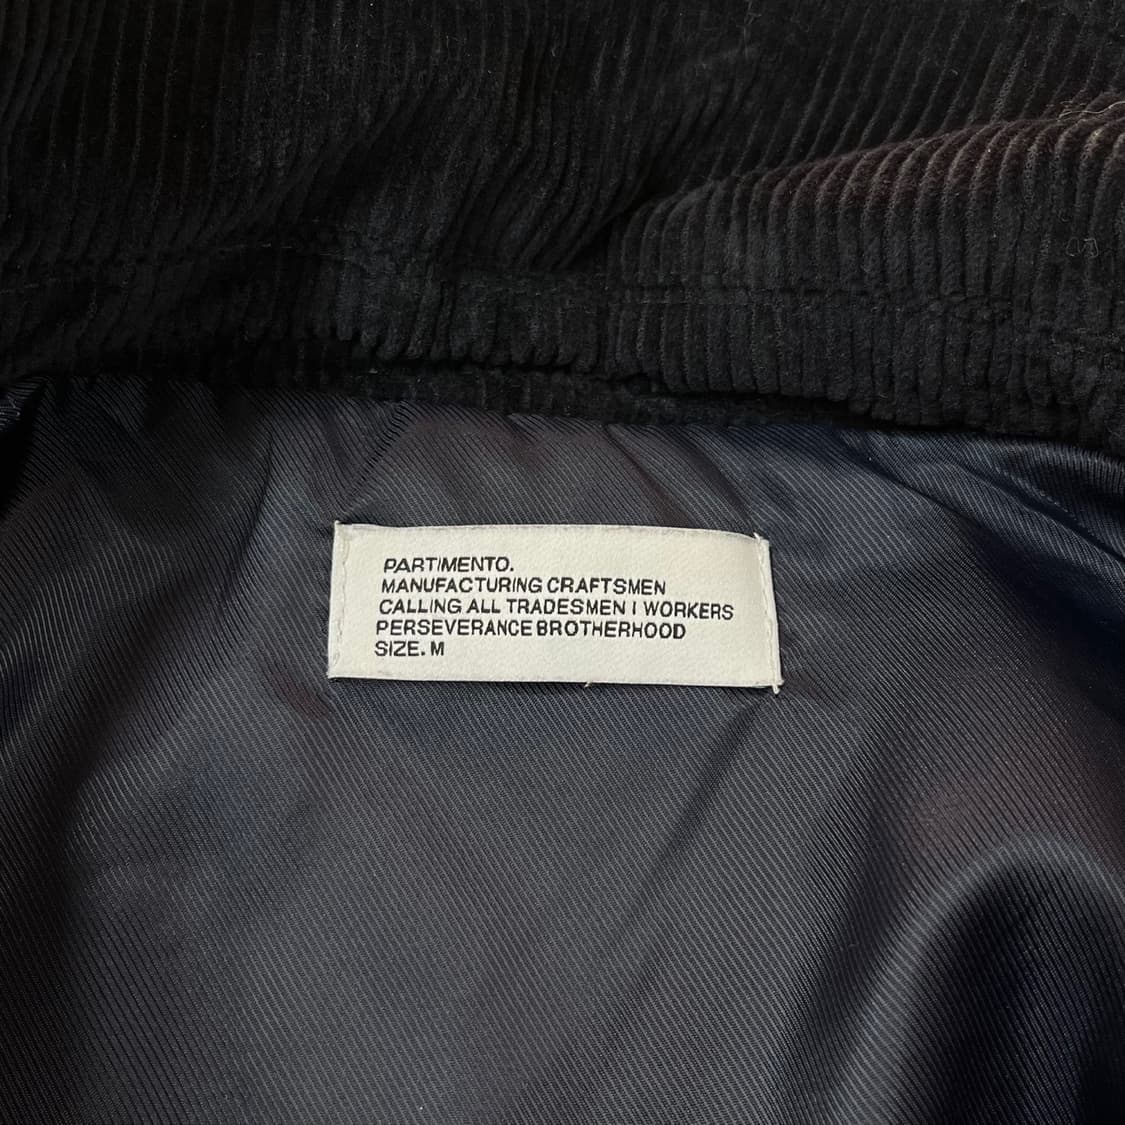 PARTIMENTO.
MANUFACTURING CRAFTSMEN
CALLING ALL TRADESMEN I WORKERS
PERSEVERANCE BROTHERHOOD
SIZE. M